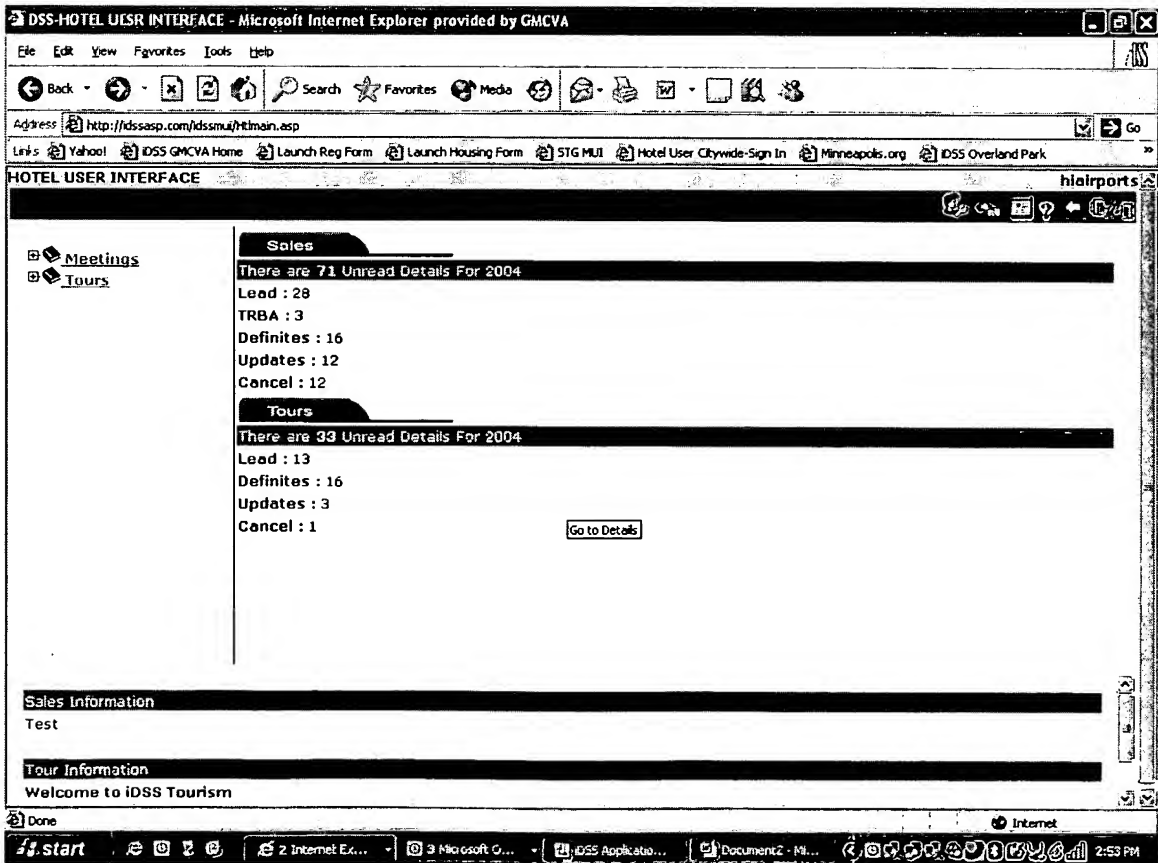 DSS-HOTEL UESR INTERFACE - Microsoft Internet Explorer provided by GMCVA
File Edit View Favorites Tools Help
Back Search Favorites Media
Address http://idssasp.com/idssmui/Htlmain.asp Go
Links Yahoo! iDSS GMCVA Home Launch Reg Form Launch Housing Form STG MUI Hotel User Citywide-Sign In Minneapolis.org iDSS Overland Park »
HOTEL USER INTERFACE hiairports
Meetings
Tours
Sales
There are 71 Unread Details For 2004
Lead : 28
TRBA : 3
Definites : 16
Updates : 12
Cancel : 12
Tours
There are 33 Unread Details For 2004
Lead : 13
Definites : 16
Updates : 3
Cancel : 1
Go to Details
Sales Information
Test
Tour Information
Welcome to iDSS Tourism
Done Internet
start 2 Internet Ex... 3 Microsoft O... iDSS Applicatio... Document2 - Mi... 2:53 PM